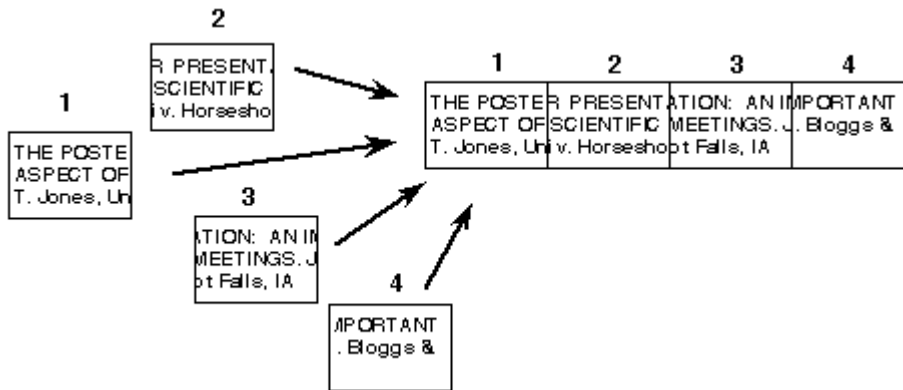 2
R PRESENT
SCIENTIFIC
iv. Horsesho
1
THE POSTE
ASPECT OF
T. Jones, Un
3
ATION: AN IM
MEETINGS. J
ot Falls, IA
4
MPORTANT
. Bloggs &
1 2 3 4
THE POSTER PRESENTATION: AN IMPORTANT
ASPECT OF SCIENTIFIC MEETINGS. J. Bloggs &
T. Jones, Univ. Horseshoot Falls, IA